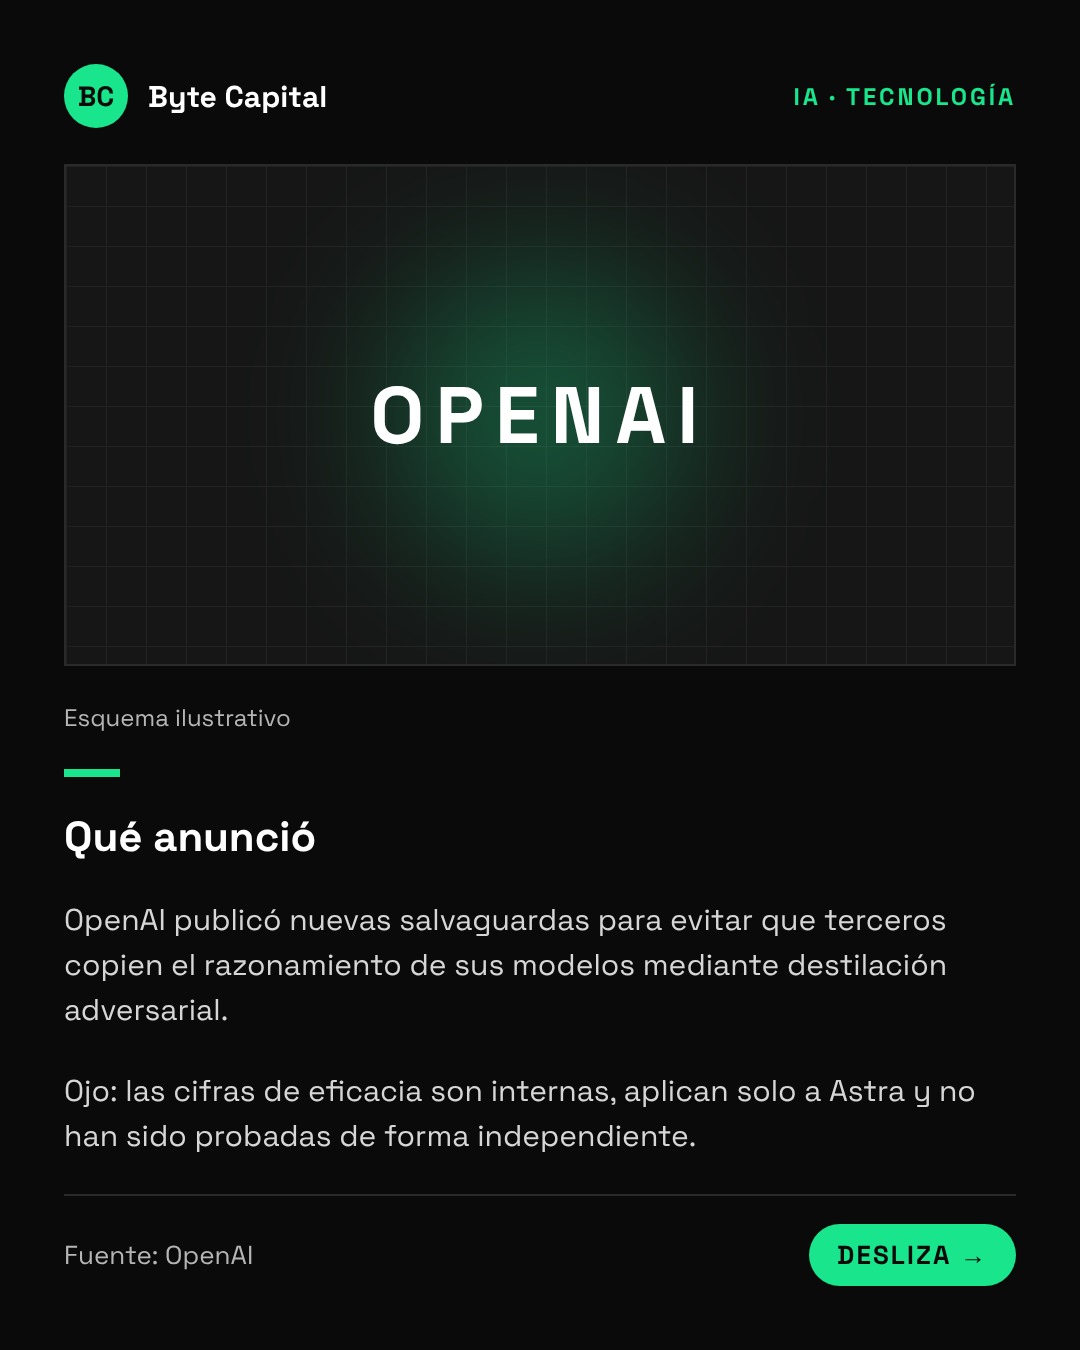 BC
Byte Capital
IA · TECNOLOGÍA
OPENAI
Esquema ilustrativo
Qué anunció
OpenAI publicó nuevas salvaguardas para evitar que terceros
copien el razonamiento de sus modelos mediante destilación
adversarial.
Ojo: las cifras de eficacia son internas, aplican solo a Astra y no
han sido probadas de forma independiente.
Fuente: OpenAI
DESLIZA →